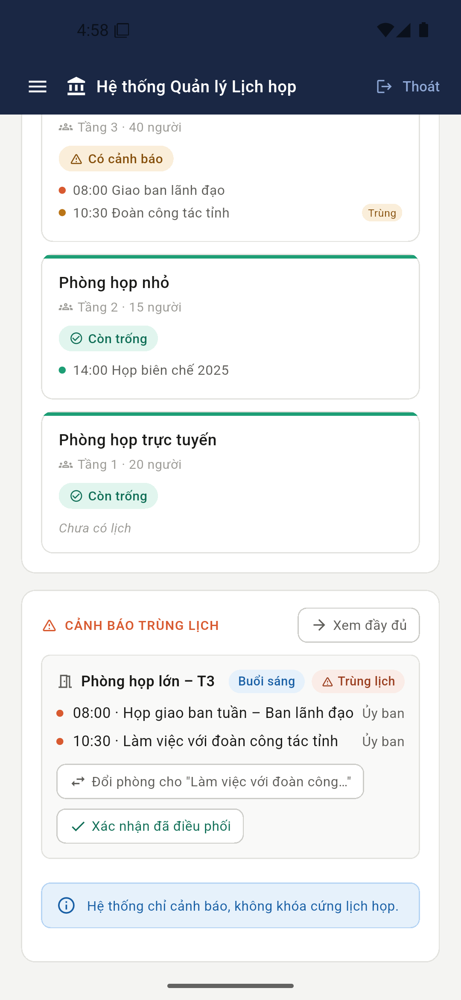 4:58
Hệ thống Quản lý Lịch họp
Thoát
Tầng 3 · 40 người
Có cảnh báo
08:00 Giao ban lãnh đạo
10:30 Đoàn công tác tỉnh
Trùng
Phòng họp nhỏ
Tầng 2 · 15 người
Còn trống
14:00 Họp biên chế 2025
Phòng họp trực tuyến
Tầng 1 · 20 người
Còn trống
Chưa có lịch
CẢNH BÁO TRÙNG LỊCH
Xem đầy đủ
Phòng họp lớn – T3
Buổi sáng
Trùng lịch
08:00 · Họp giao ban tuần – Ban lãnh đạo
Ủy ban
10:30 · Làm việc với đoàn công tác tỉnh
Ủy ban
Đổi phòng cho "Làm việc với đoàn công..."
Xác nhận đã điều phối
Hệ thống chỉ cảnh báo, không khóa cứng lịch họp.